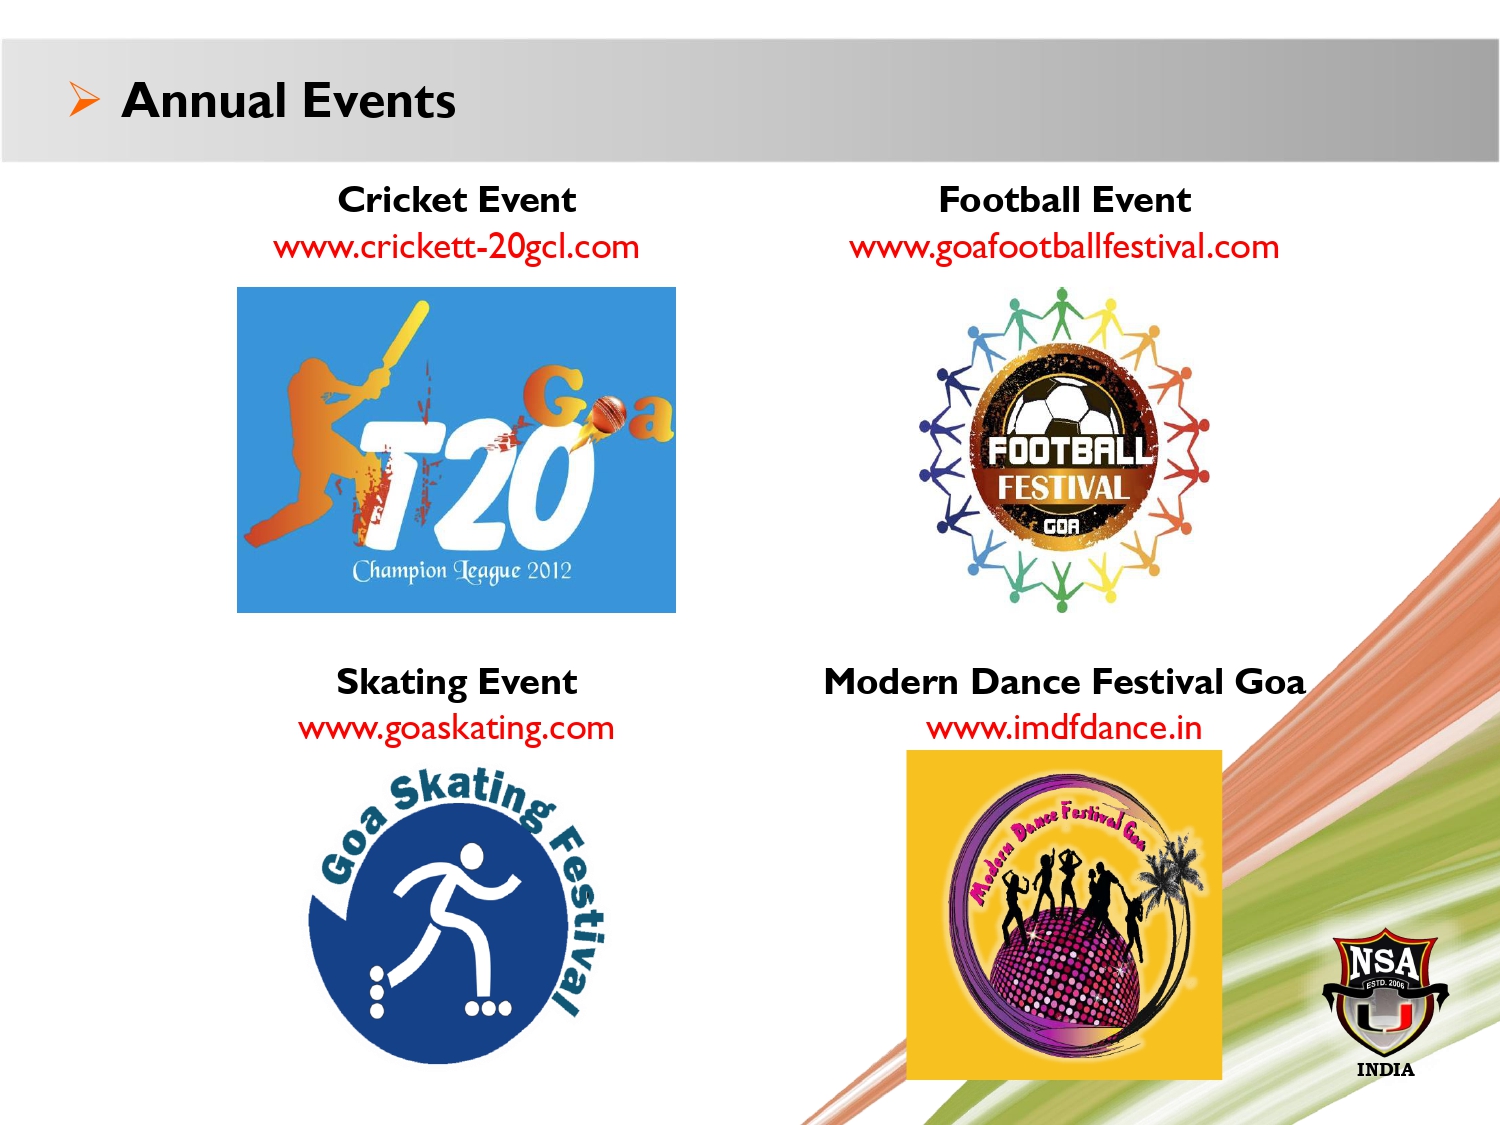 Annual Events
Cricket Event
www.crickett-20gcl.com
Football Event
www.goafootballfestival.com
Goa
T20
Champion League 2012
FOOTBALL
FESTIVAL
GOA
Skating Event
www.goaskating.com
Modern Dance Festival Goa
www.imdfdance.in
Goa Skating Festival
Modern Dance Festival Goa
NSA
ESTD. 2006
INDIA